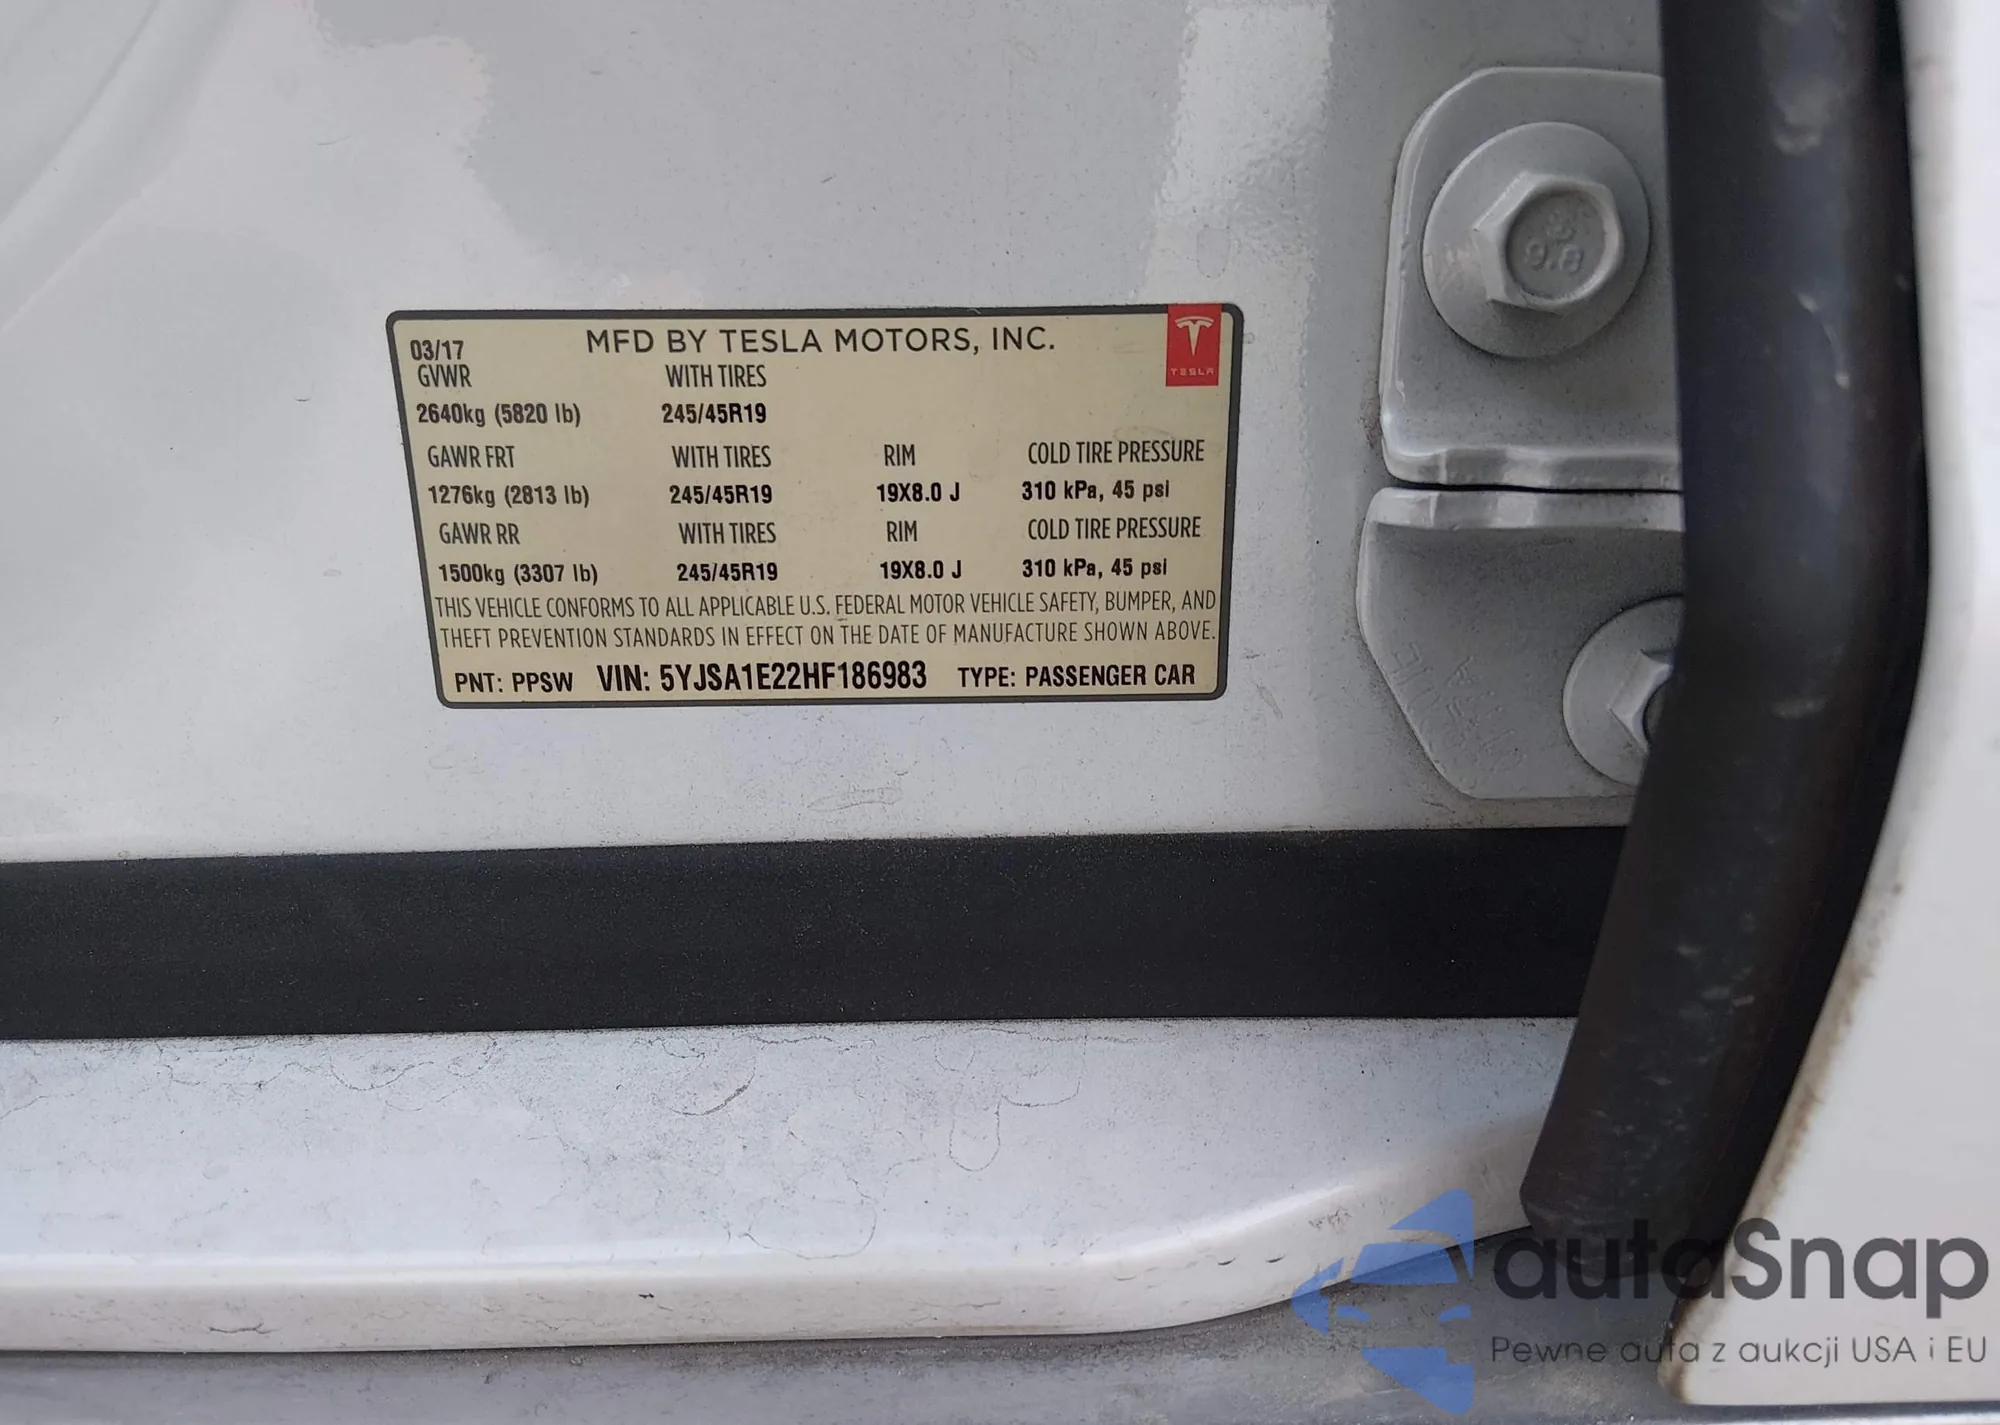 03/17 MFD BY TESLA MOTORS, INC.
TESLA
GVWR WITH TIRES
2640kg (5820 lb) 245/45R19
GAWR FRT WITH TIRES RIM COLD TIRE PRESSURE
1276kg (2813 lb) 245/45R19 19X8.0 J 310 kPa, 45 psi
GAWR RR WITH TIRES RIM COLD TIRE PRESSURE
1500kg (3307 lb) 245/45R19 19X8.0 J 310 kPa, 45 psi
THIS VEHICLE CONFORMS TO ALL APPLICABLE U.S. FEDERAL MOTOR VEHICLE SAFETY, BUMPER, AND
THEFT PREVENTION STANDARDS IN EFFECT ON THE DATE OF MANUFACTURE SHOWN ABOVE.
PNT: PPSW VIN: 5YJSA1E22HF186983 TYPE: PASSENGER CAR
9.8
autaSnap
Pewne auta z aukcji USA i EU